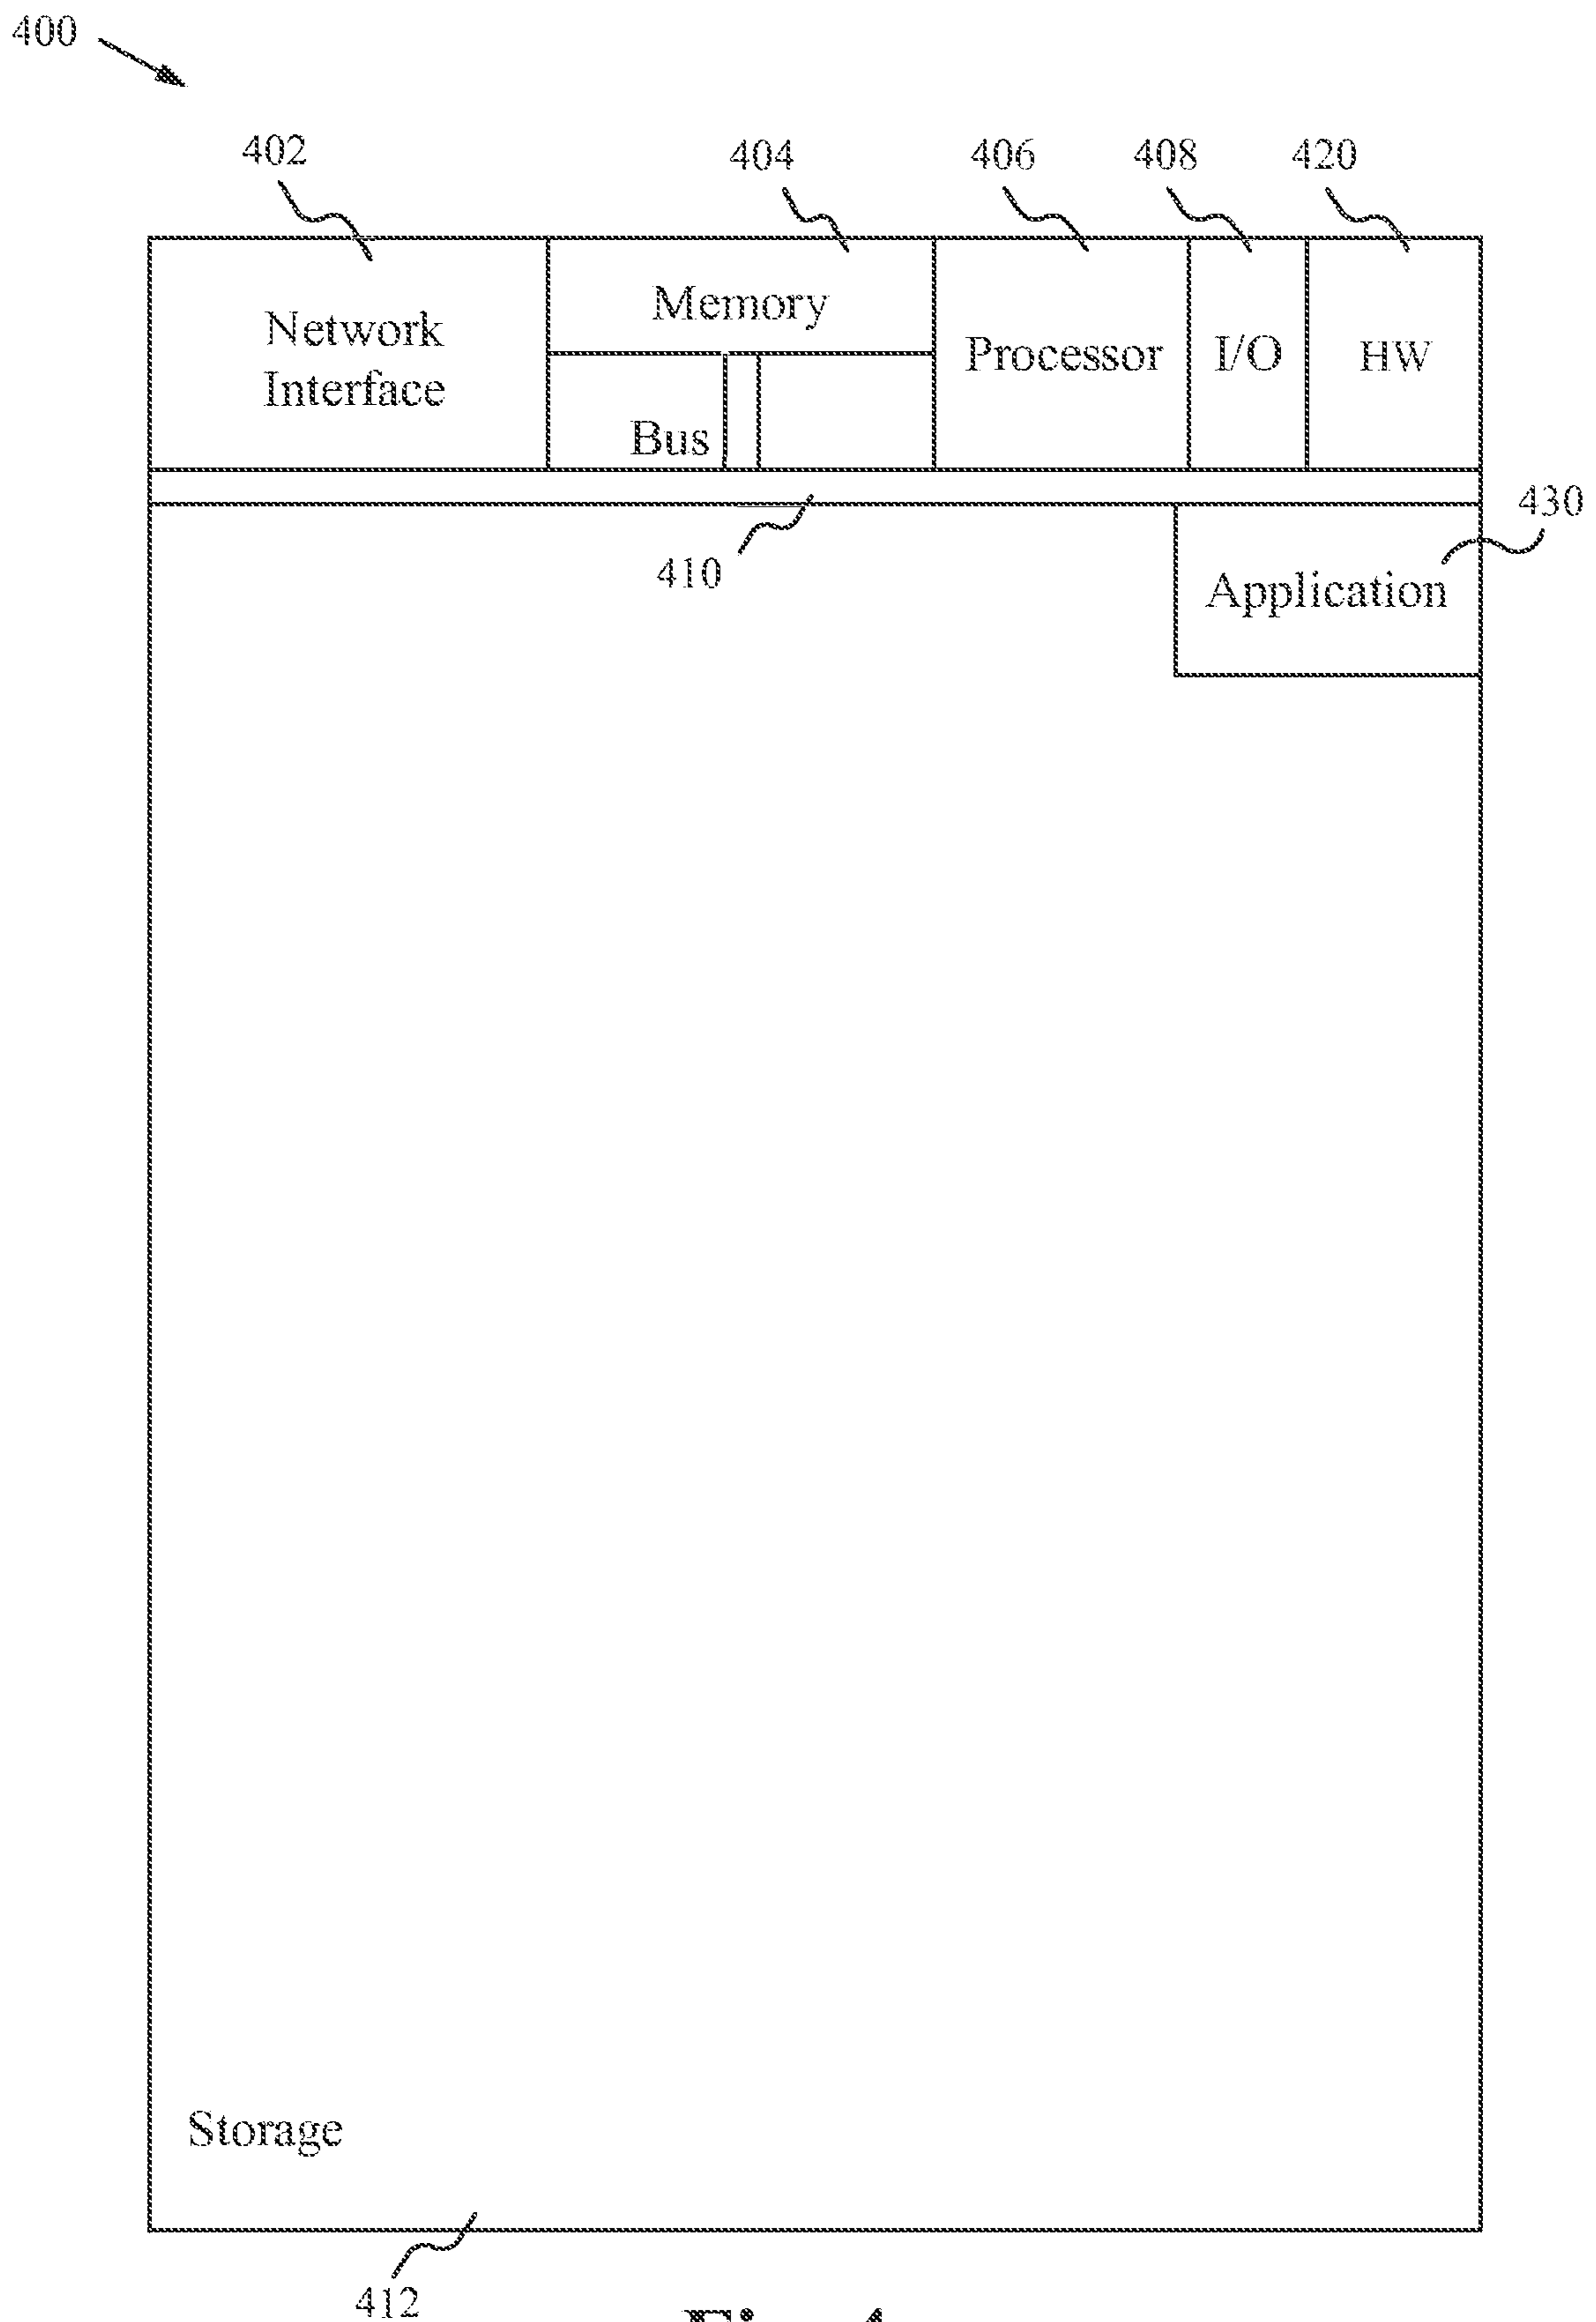 400
402
404
406
408
420
Network
Interface
Memory
Processor
I/O
HW
Bus
430
410
Application
Storage
412